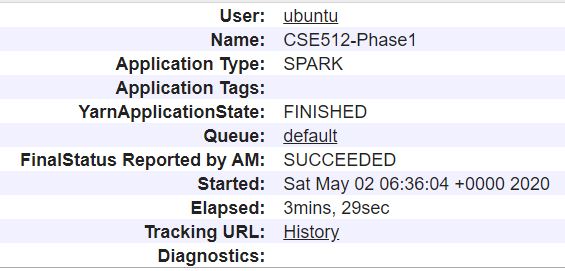 User: ubuntu
Name: CSE512-Phase1
Application Type: SPARK
Application Tags:
YarnApplicationState: FINISHED
Queue: default
FinalStatus Reported by AM: SUCCEEDED
Started: Sat May 02 06:36:04 +0000 2020
Elapsed: 3mins, 29sec
Tracking URL: History
Diagnostics: